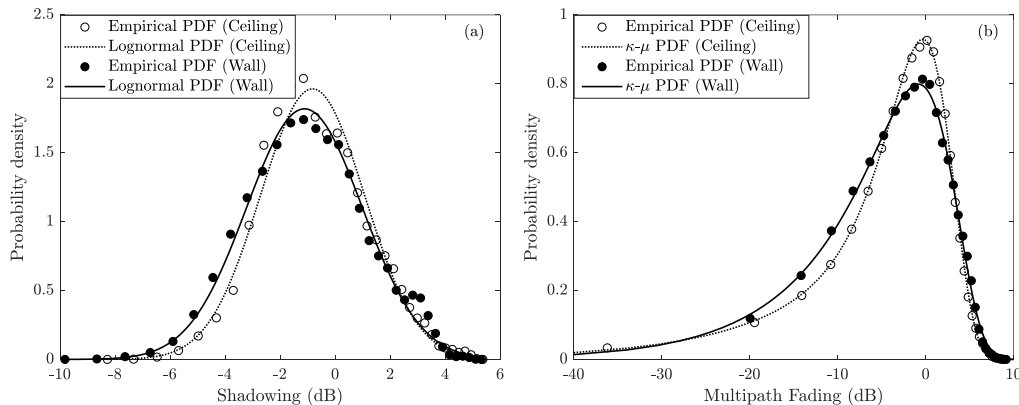 Empirical PDF (Ceiling)
Lognormal PDF (Ceiling)
Empirical PDF (Wall)
Lognormal PDF (Wall)
(a)
2.5
2
1.5
1
0.5
0
Probability density
-10
-8
-6
-4
-2
0
2
4
6
Shadowing (dB)
Empirical PDF (Ceiling)
κ-μ PDF (Ceiling)
Empirical PDF (Wall)
κ-μ PDF (Wall)
(b)
1
0.8
0.6
0.4
0.2
0
Probability density
-40
-30
-20
-10
0
10
Multipath Fading (dB)